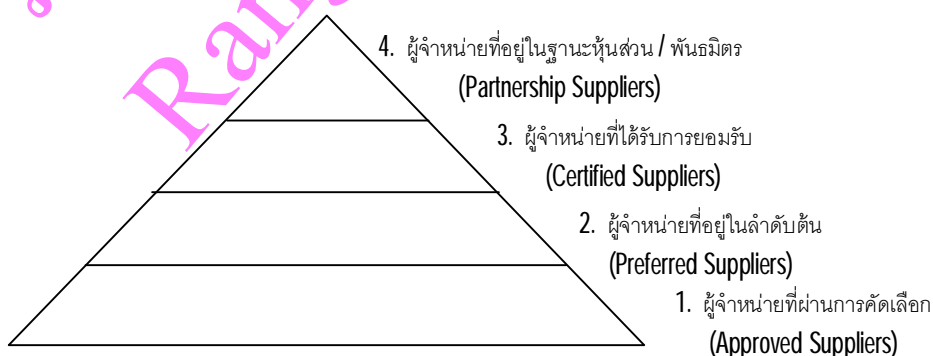 Rang
4. ผู้จำหน่ายที่อยู่ในฐานะหุ้นส่วน / พันธมิตร
(Partnership Suppliers)
3. ผู้จำหน่ายที่ได้รับการยอมรับ
(Certified Suppliers)
2. ผู้จำหน่ายที่อยู่ในลำดับต้น
(Preferred Suppliers)
1. ผู้จำหน่ายที่ผ่านการคัดเลือก
(Approved Suppliers)